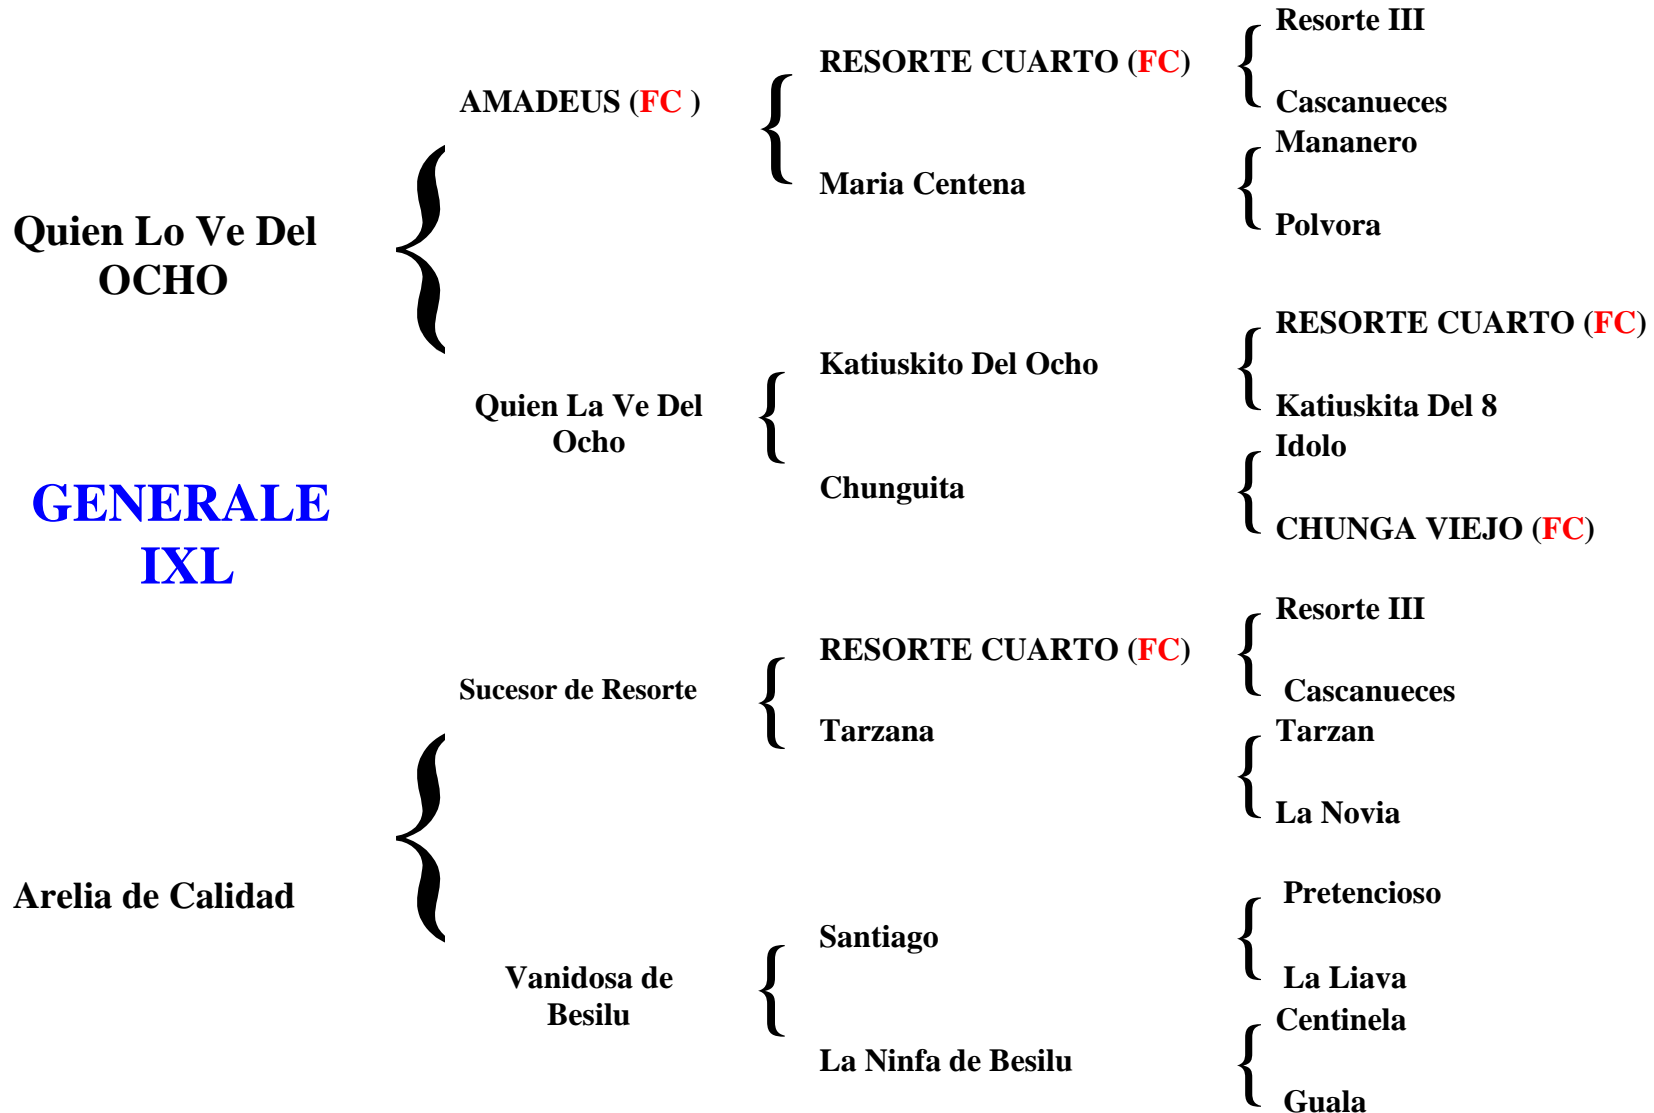 Resorte III
RESORTE CUARTO (FC)
AMADEUS (FC )
Cascanueces
Mananero
Maria Centena
Polvora
Quien Lo Ve Del
OCHO
RESORTE CUARTO (FC)
Katiuskito Del Ocho
Quien La Ve Del
Ocho
Katiuskita Del 8
Idolo
Chunguita
CHUNGA VIEJO (FC)
GENERALE
IXL
Resorte III
RESORTE CUARTO (FC)
Sucesor de Resorte
Cascanueces
Tarzana
Tarzan
La Novia
Arelia de Calidad
Pretencioso
Santiago
Vanidosa de
Besilu
La Liava
Centinela
La Ninfa de Besilu
Guala